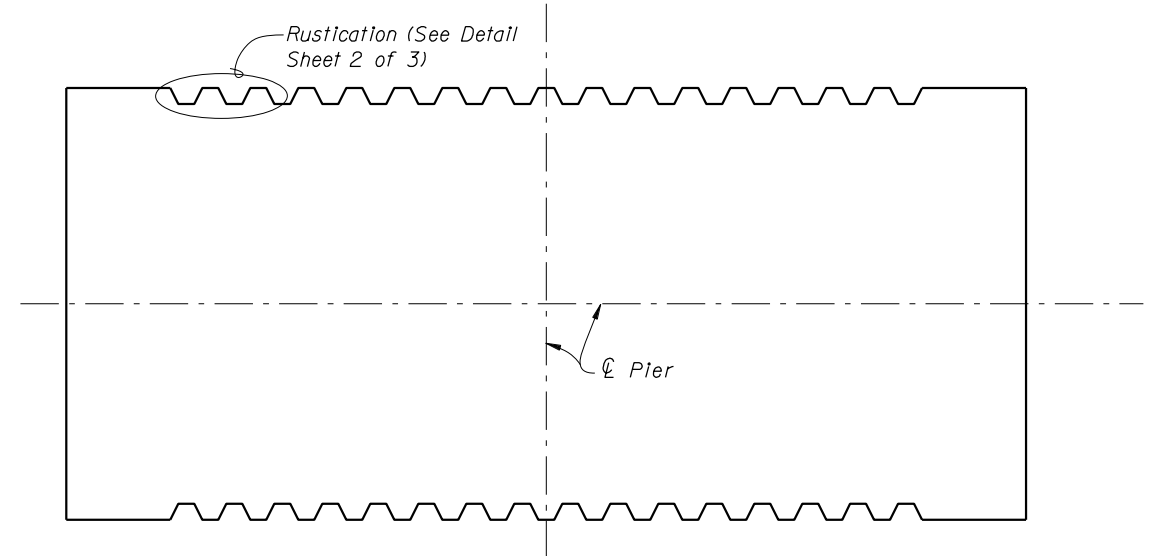 Rustication (See Detail
Sheet 2 of 3)
℄ Pier